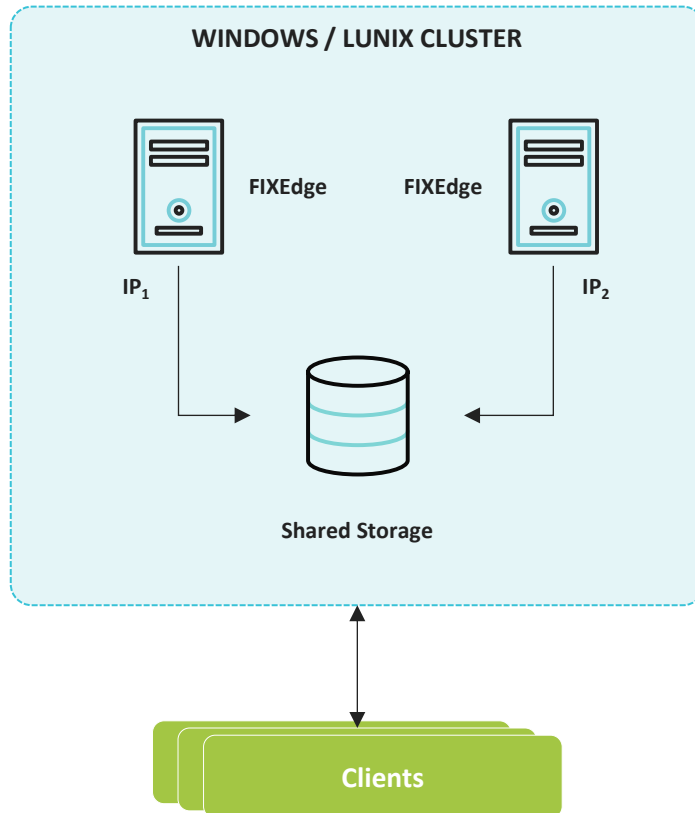 WINDOWS / LUNIX CLUSTER
FIXEdge
FIXEdge
IP1
IP2
Shared Storage
Clients